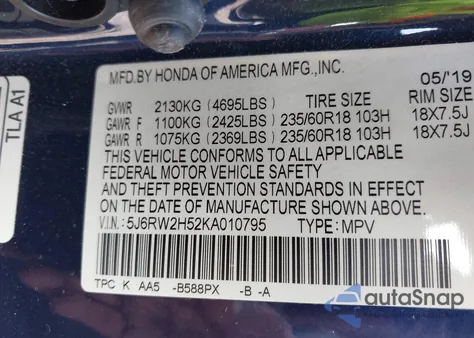 TLA A1
MFD.BY HONDA OF AMERICA MFG.,INC.
05/'19
GVWR 2130KG (4695LBS) TIRE SIZE RIM SIZE
GAWR F 1100KG (2425LBS) 235/60R18 103H 18X7.5J
GAWR R 1075KG (2369LBS) 235/60R18 103H 18X7.5J
THIS VEHICLE CONFORMS TO ALL APPLICABLE
FEDERAL MOTOR VEHICLE SAFETY
AND THEFT PREVENTION STANDARDS IN EFFECT
ON THE DATE OF MANUFACTURE SHOWN ABOVE.
V.I.N.: 5J6RW2H52KA010795 TYPE: MPV
TPC K AA5 -B588PX -B -A
autaSnap